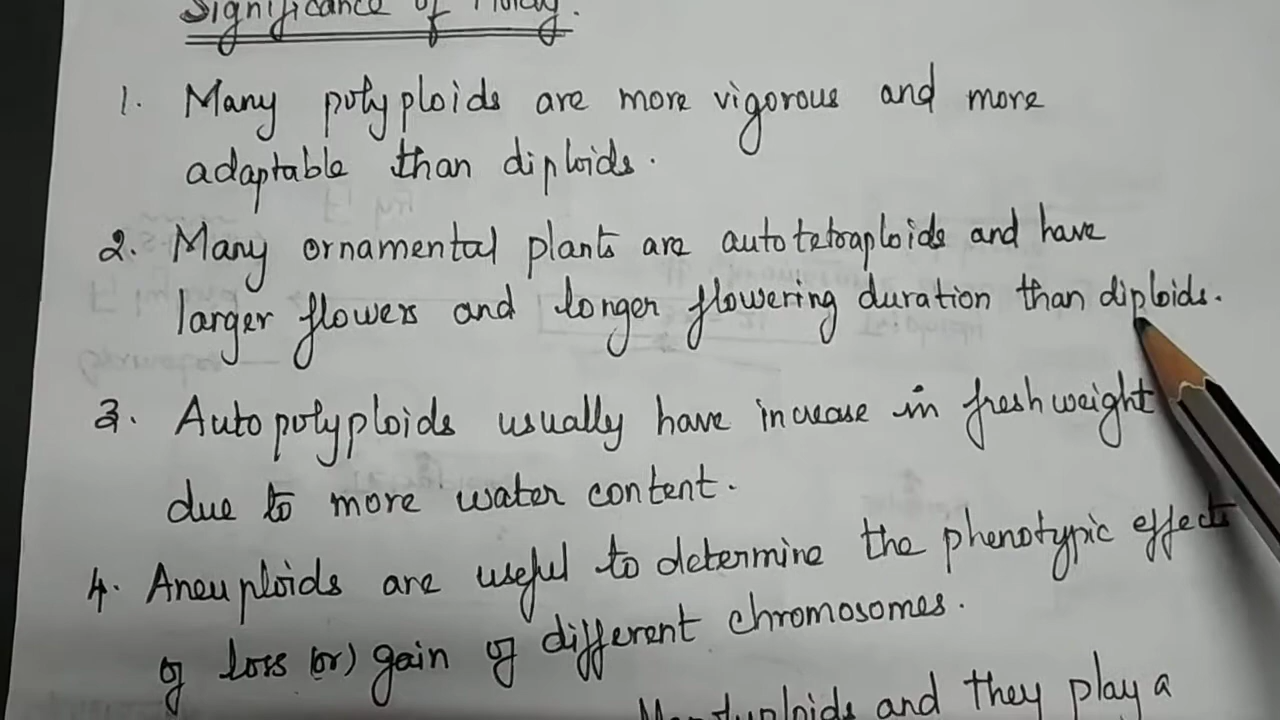 Significance of Ploidy.
1. Many polyploids are more vigorous and more
adaptable than diploids.
2. Many ornamental plants are autotetraploids and have
larger flowers and longer flowering duration than diploids.
3. Autopolyploids usually have increase in fresh weight
due to more water content.
4. Aneuploids are useful to determine the phenotypic effects
of loss (or) gain of different chromosomes.
and they play a